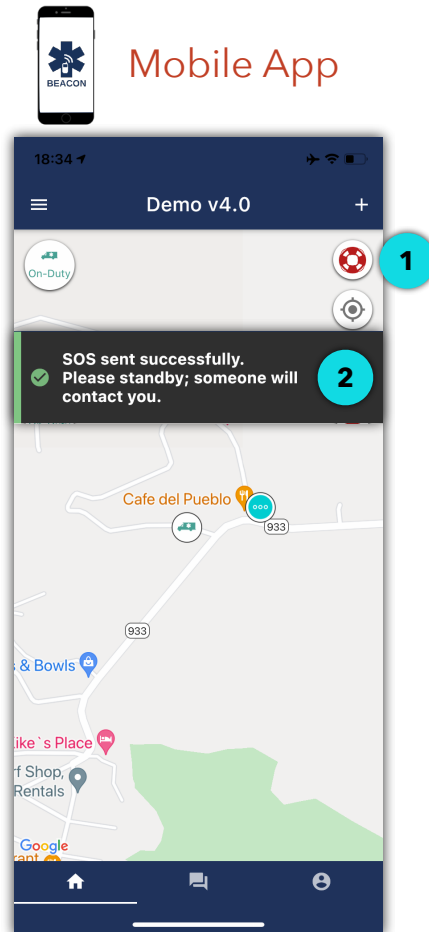 BEACON
Mobile App
18:34
Demo v4.0
+
On-Duty
1
SOS sent successfully.
Please standby; someone will
contact you.
2
Cafe del Pueblo
933
933
& Bowls
ike`s Place
f Shop,
Rentals
Google
rant